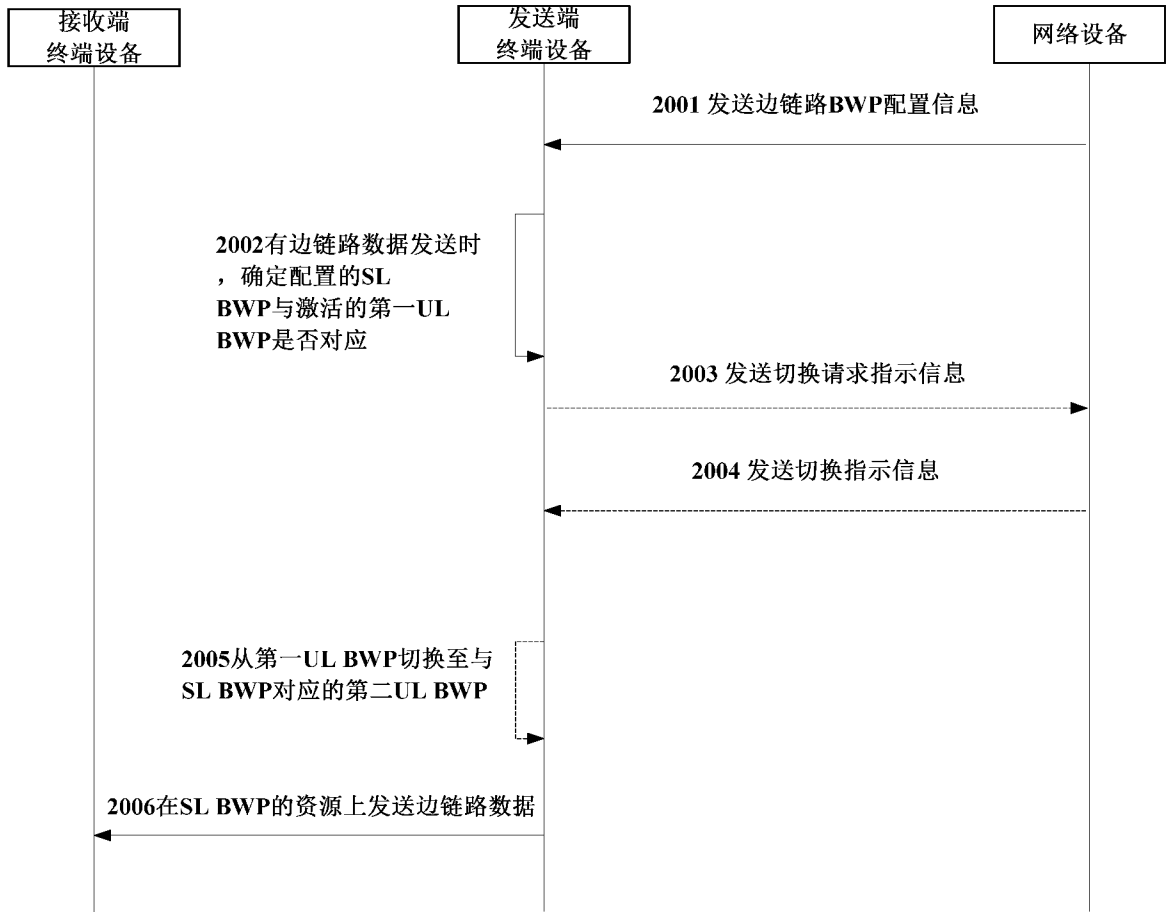 接收端
终端设备
发送端
终端设备
网络设备
2001 发送边链路BWP配置信息
2002有边链路数据发送时
，确定配置的SL
BWP与激活的第一UL
BWP是否对应
2003 发送切换请求指示信息
2004 发送切换指示信息
2005从第一UL BWP切换至与
SL BWP对应的第二UL BWP
2006在SL BWP的资源上发送边链路数据